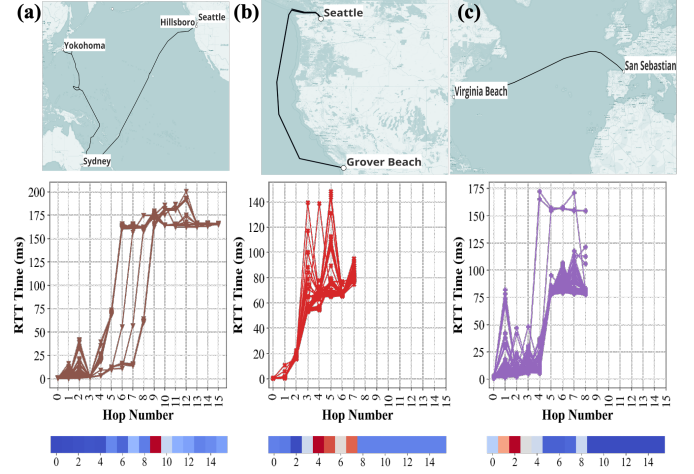 (a)
Hillsboro
Seattle
Yokohoma
Sydney
(b)
Seattle
Grover Beach
(c)
San Sebastian
Virginia Beach
RTT Time (ms)
200
175
150
125
100
75
50
25
0
0 1 2 3 4 5 6 7 8 9 10 11 12 13 14 15
Hop Number
RTT Time (ms)
140
120
100
80
60
40
20
0
0 1 2 3 4 5 6 7 8 9 10 11 12 13 14 15
Hop Number
RTT Time (ms)
175
150
125
100
75
50
25
0
0 1 2 3 4 5 6 7 8 9 10 11 12 13 14 15
Hop Number
0 2 4 6 8 10 12 14
0 2 4 6 8 10 12 14
0 2 4 6 8 10 12 14